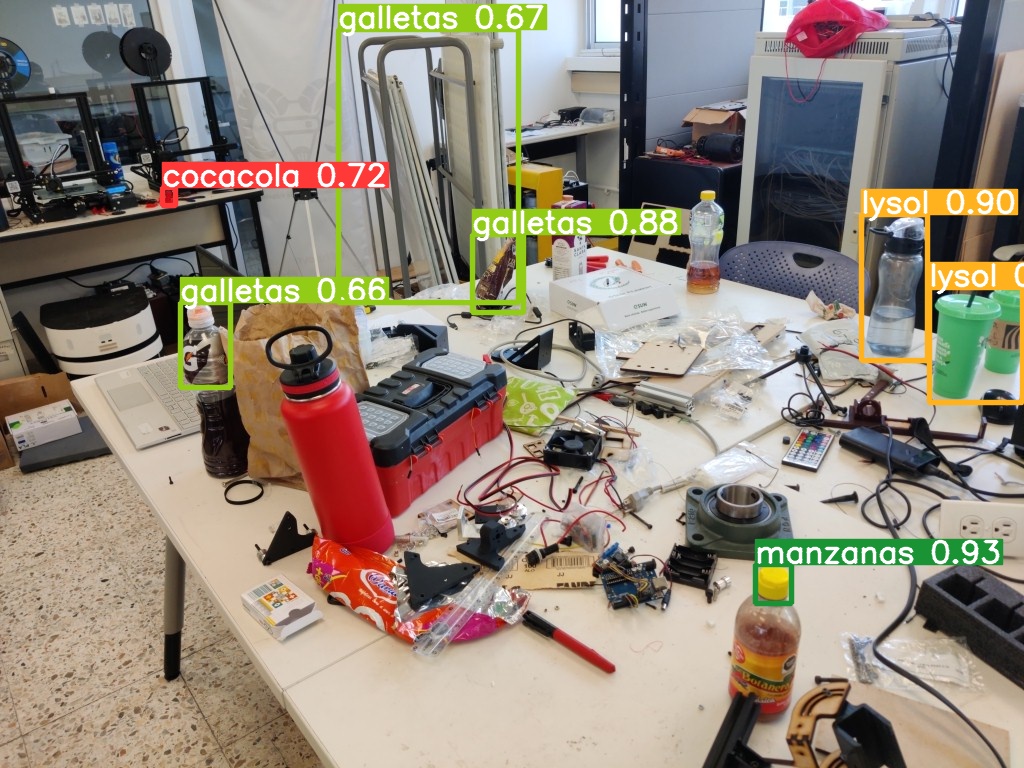 galletas 0.67
cocacola 0.72
galletas 0.88
lysol 0.90
lysol
galletas 0.66
manzanas 0.93
Botanera